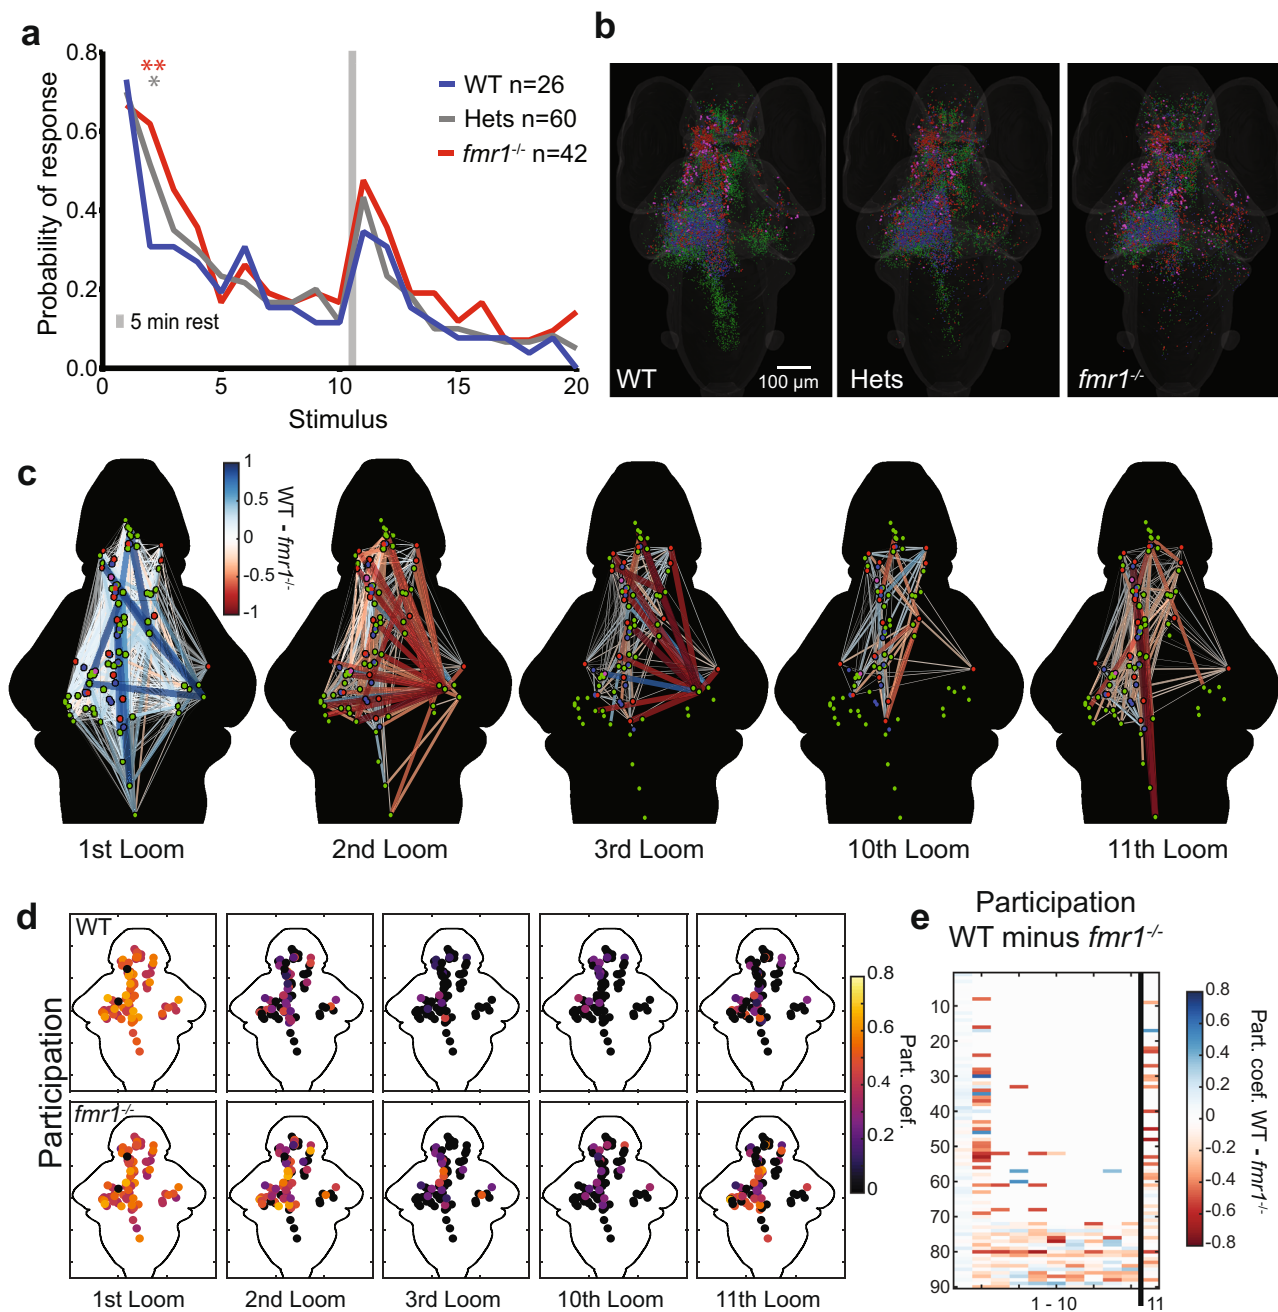 a
0.8
0.6
0.4
0.2
0.0
Probability of response
**
*
WT n=26
Hets n=60
fmr1-/- n=42
5 min rest
0
5
10
15
20
Stimulus
b
WT
100 µm
Hets
fmr1-/-
c
1
0.5
0
-0.5
-1
WT - fmr1-/-
1st Loom
2nd Loom
3rd Loom
10th Loom
11th Loom
d
Participation
WT
fmr1-/-
0.8
0.6
0.4
0.2
0
Part. coef.
1st Loom
2nd Loom
3rd Loom
10th Loom
11th Loom
e
Participation
WT minus fmr1-/-
10
20
30
40
50
60
70
80
90
1 - 10
11
0.8
0.6
0.4
0.2
0
-0.2
-0.4
-0.6
-0.8
Part. coef. WT - fmr1-/-